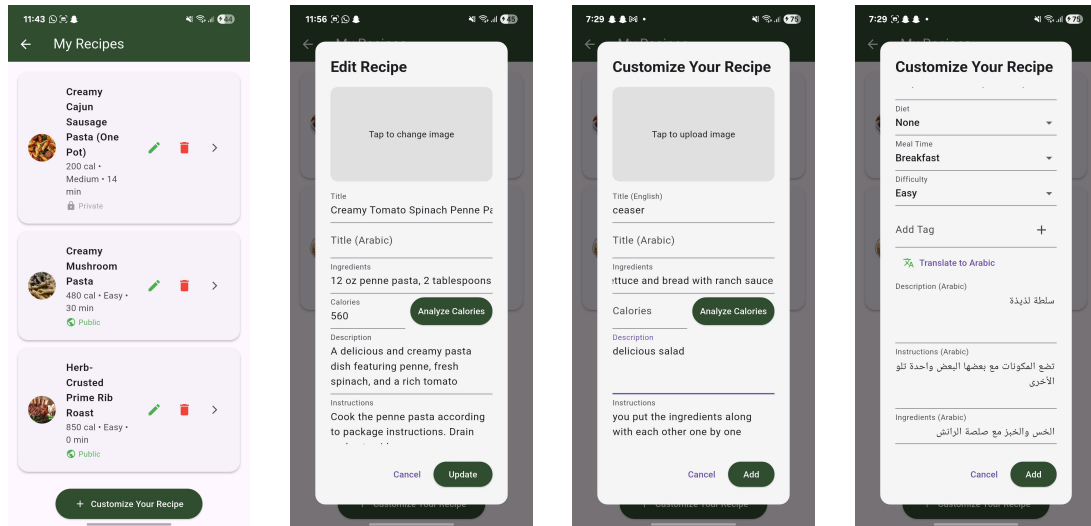 11:43
44
My Recipes
Creamy
Cajun
Sausage
Pasta (One
Pot)
200 cal •
Medium • 14
min
Private
Creamy
Mushroom
Pasta
480 cal • Easy •
30 min
Public
Herb-
Crusted
Prime Rib
Roast
850 cal • Easy •
0 min
Public
+ Customize Your Recipe
11:56
45
Edit Recipe
Tap to change image
Title
Creamy Tomato Spinach Penne Pa
Title (Arabic)
Ingredients
12 oz penne pasta, 2 tablespoons
Calories
560
Analyze Calories
Description
A delicious and creamy pasta
dish featuring penne, fresh
spinach, and a rich tomato
Instructions
Cook the penne pasta according
to package instructions. Drain
Cancel
Update
7:29
75
Customize Your Recipe
Tap to upload image
Title (English)
ceaser
Title (Arabic)
Ingredients
ettuce and bread with ranch sauce
Calories
Analyze Calories
Description
delicious salad
Instructions
you put the ingredients along
with each other one by one
Cancel
Add
7:29
75
Customize Your Recipe
Diet
None
Meal Time
Breakfast
Difficulty
Easy
Add Tag +
Translate to Arabic
Description (Arabic)
سلطة لذيذة
Instructions (Arabic)
تضع المكونات مع بعضها البعض واحدة تلو
الأخرى
Ingredients (Arabic)
الخس والخبز مع صلصة الرانش
Cancel
Add